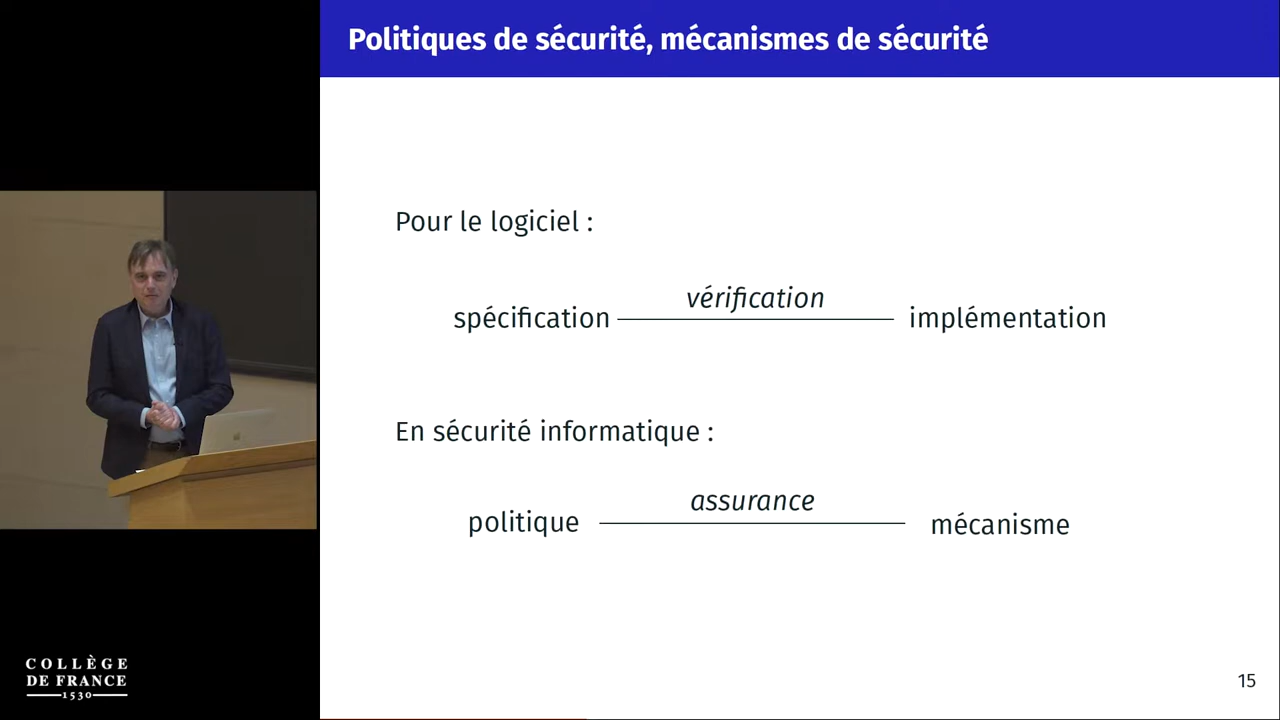 Politiques de sécurité, mécanismes de sécurité
Pour le logiciel :
vérification
spécification
implémentation
En sécurité informatique :
assurance
politique
mécanisme
COLLÈGE
DE FRANCE
1530
15